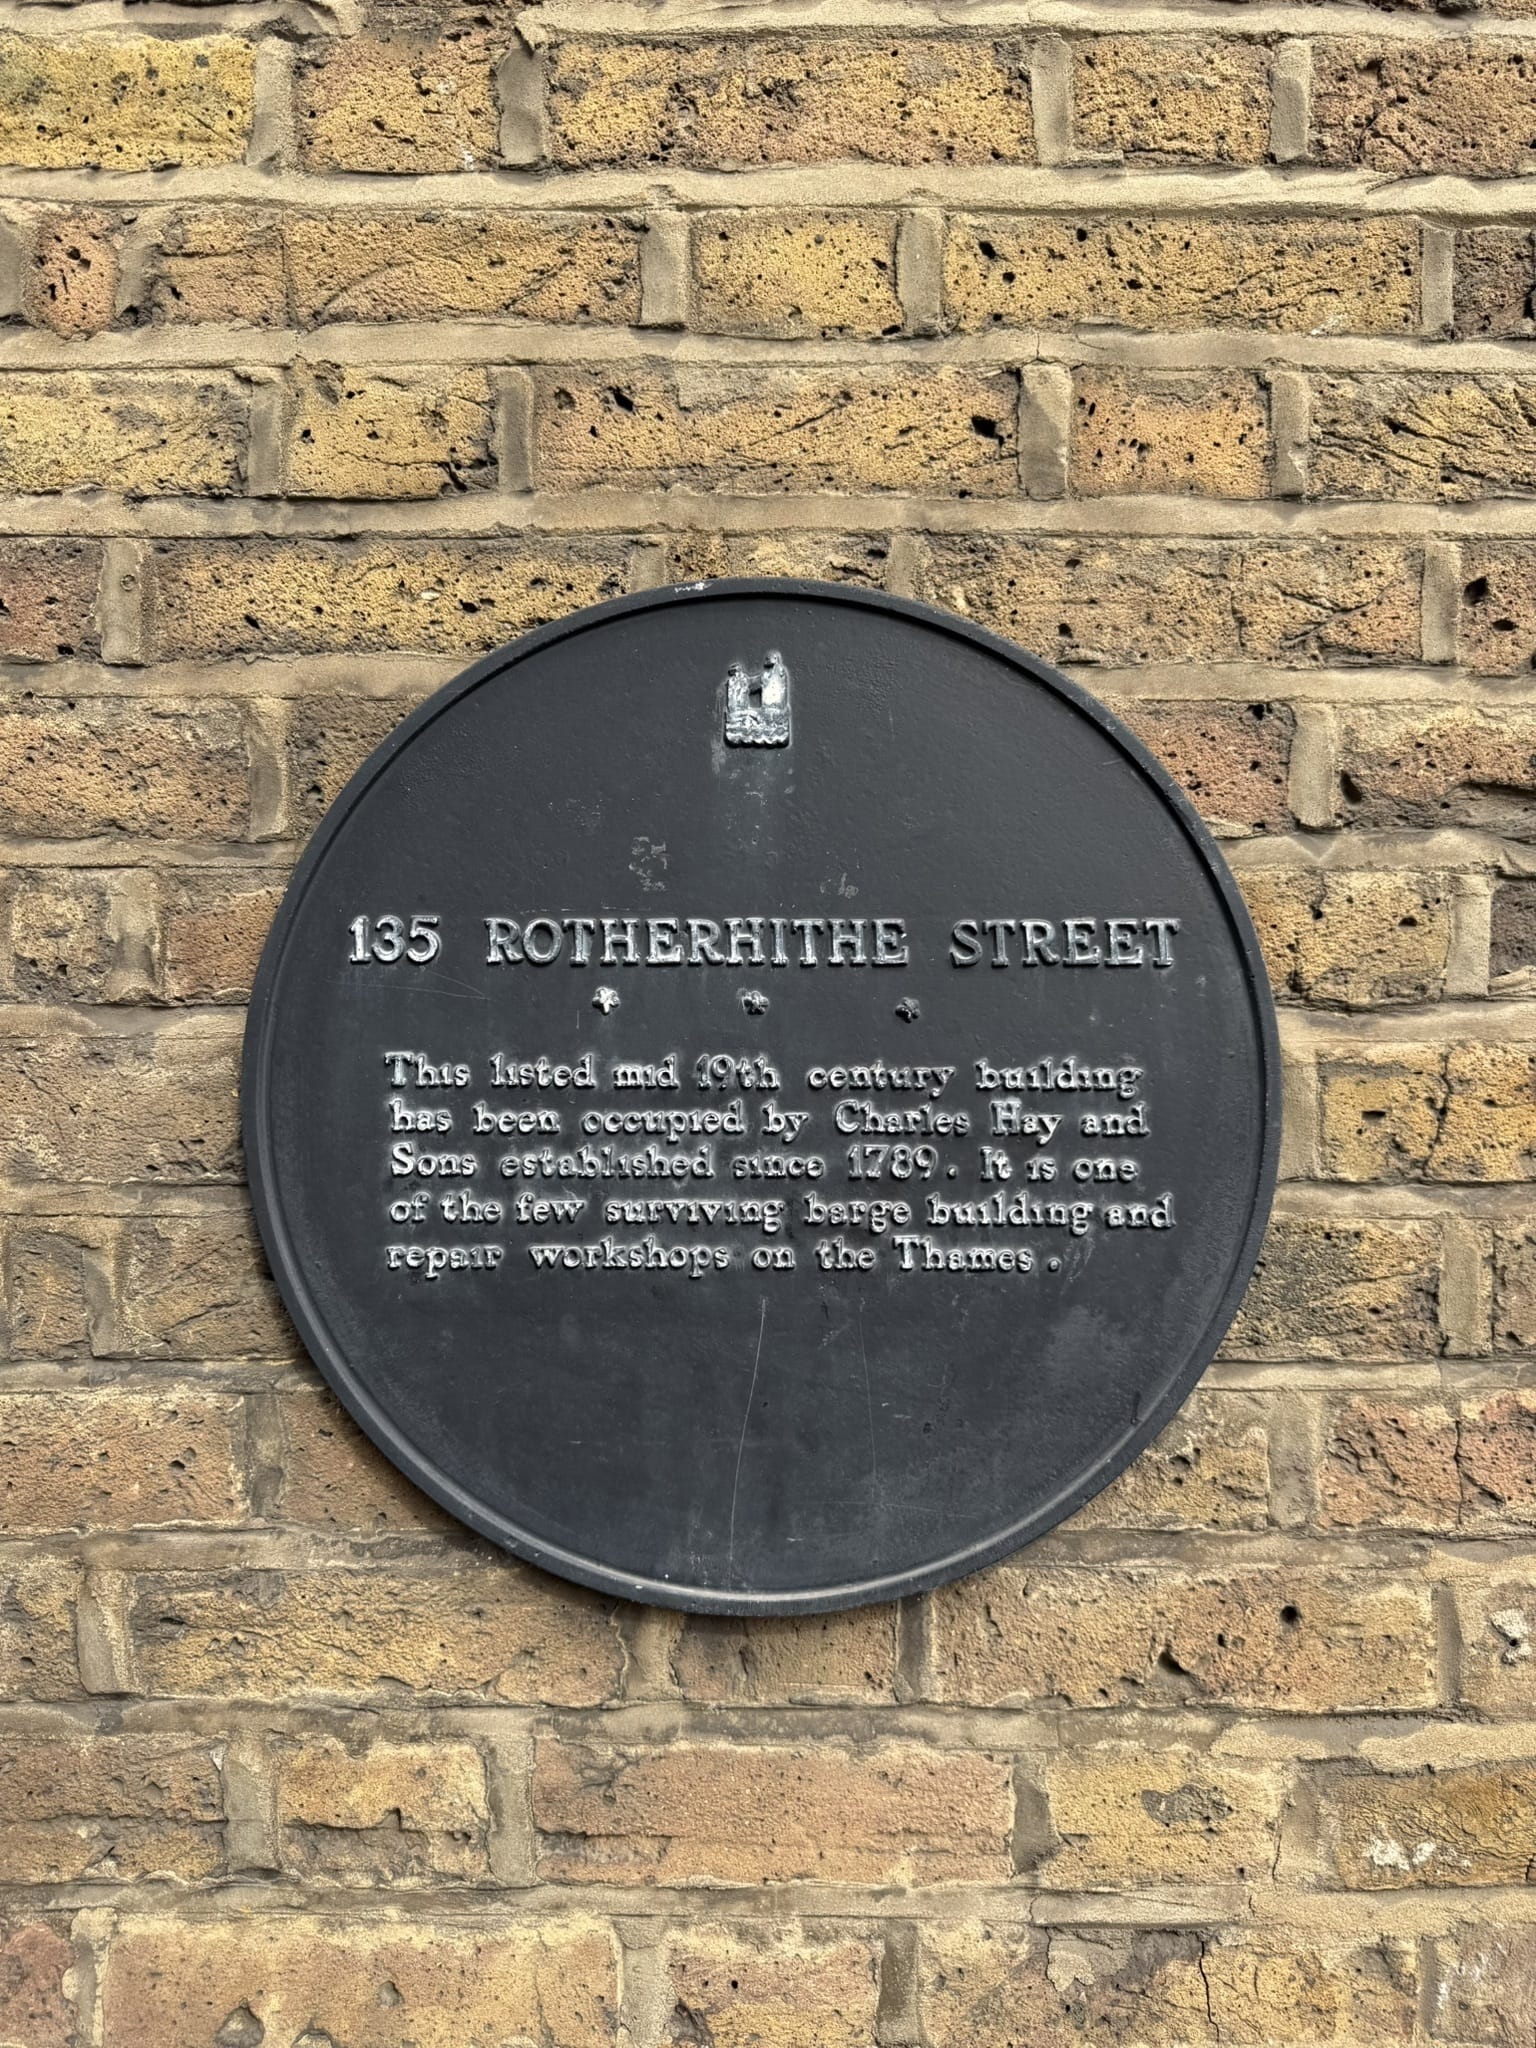 135 ROTHERHITHE STREET
This listed mid 19th century building
has been occupied by Charles Hay and
Sons established since 1789. It is one
of the few surviving barge building and
repair workshops on the Thames.